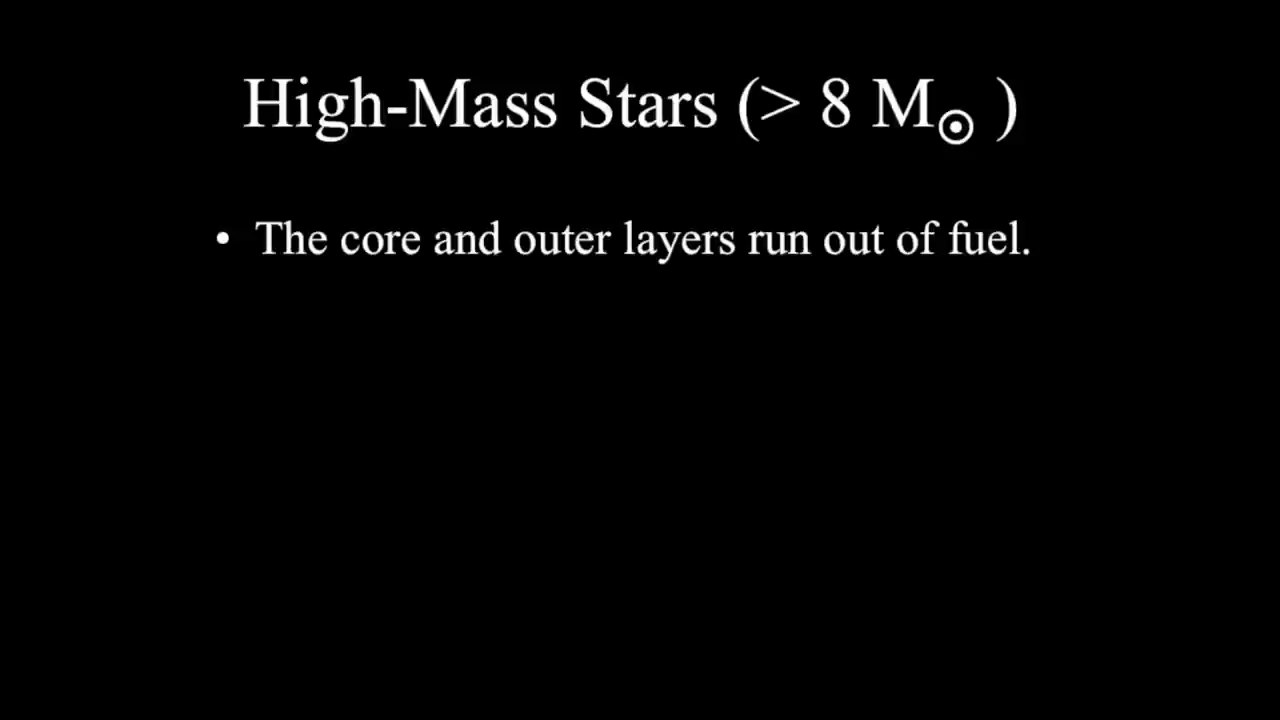 High-Mass Stars (> 8 M☉ )
• The core and outer layers run out of fuel.